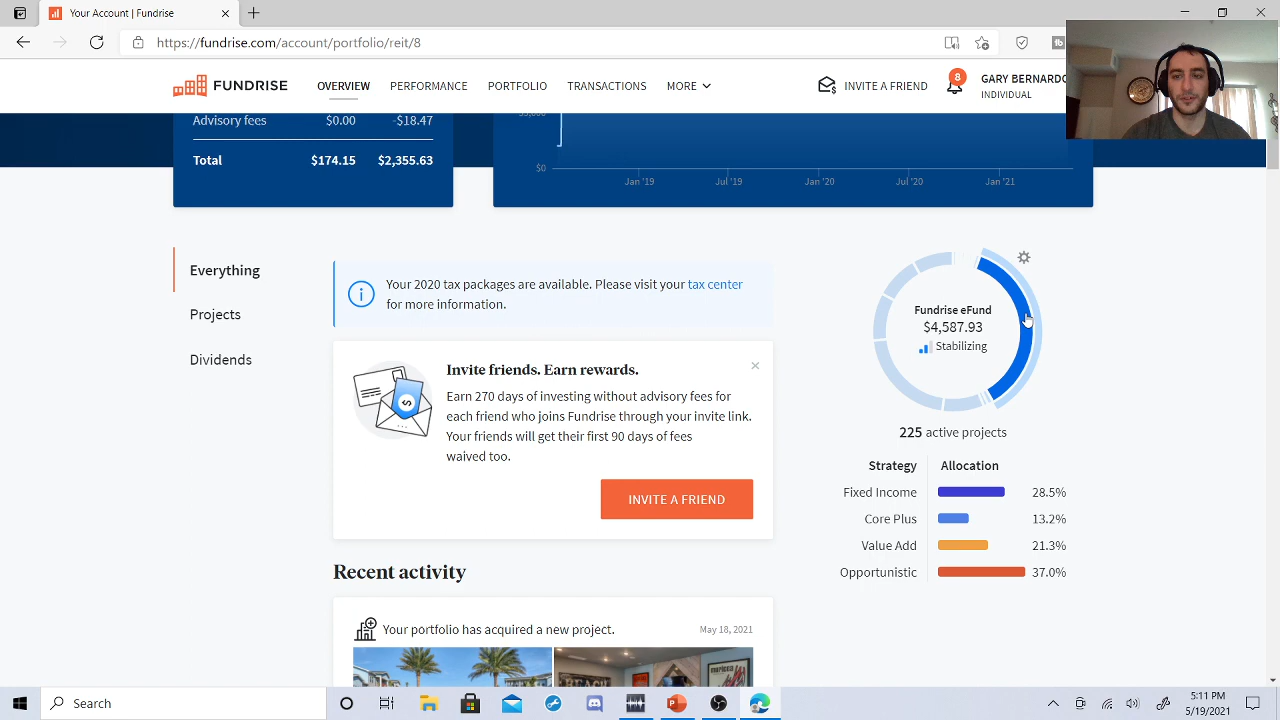 Your Account | Fundrise
https://fundrise.com/account/portfolio/reit/8
FUNDRISE
OVERVIEW
PERFORMANCE
PORTFOLIO
TRANSACTIONS
MORE
INVITE A FRIEND
8
GARY BERNARDO
INDIVIDUAL
Advisory fees $0.00 -$18.47
Total $174.15 $2,355.63
$0
Jan '19 Jul '19 Jan '20 Jul '20 Jan '21
Everything
Projects
Dividends
Your 2020 tax packages are available. Please visit your tax center
for more information.
Invite friends. Earn rewards.
Earn 270 days of investing without advisory fees for
each friend who joins Fundrise through your invite link.
Your friends will get their first 90 days of fees
waived too.
INVITE A FRIEND
Recent activity
Your portfolio has acquired a new project.
May 18, 2021
Fundrise eFund
$4,587.93
Stabilizing
225 active projects
Strategy Allocation
Fixed Income 28.5%
Core Plus 13.2%
Value Add 21.3%
Opportunistic 37.0%
Search
5:11 PM
5/19/2021